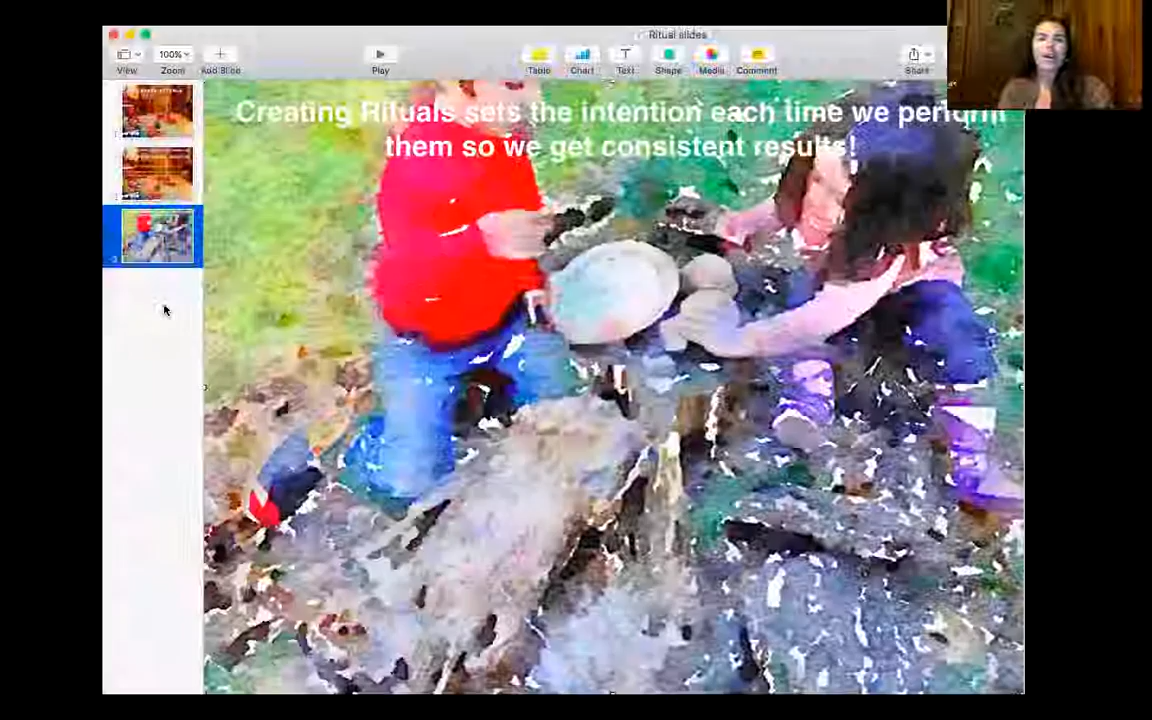 Ritual slides
100%
View
Zoom
Add Slide
Play
Table
Chart
Text
Shape
Media
Comment
Share
Creating Rituals sets the intention each time we perform
them so we get consistent results!